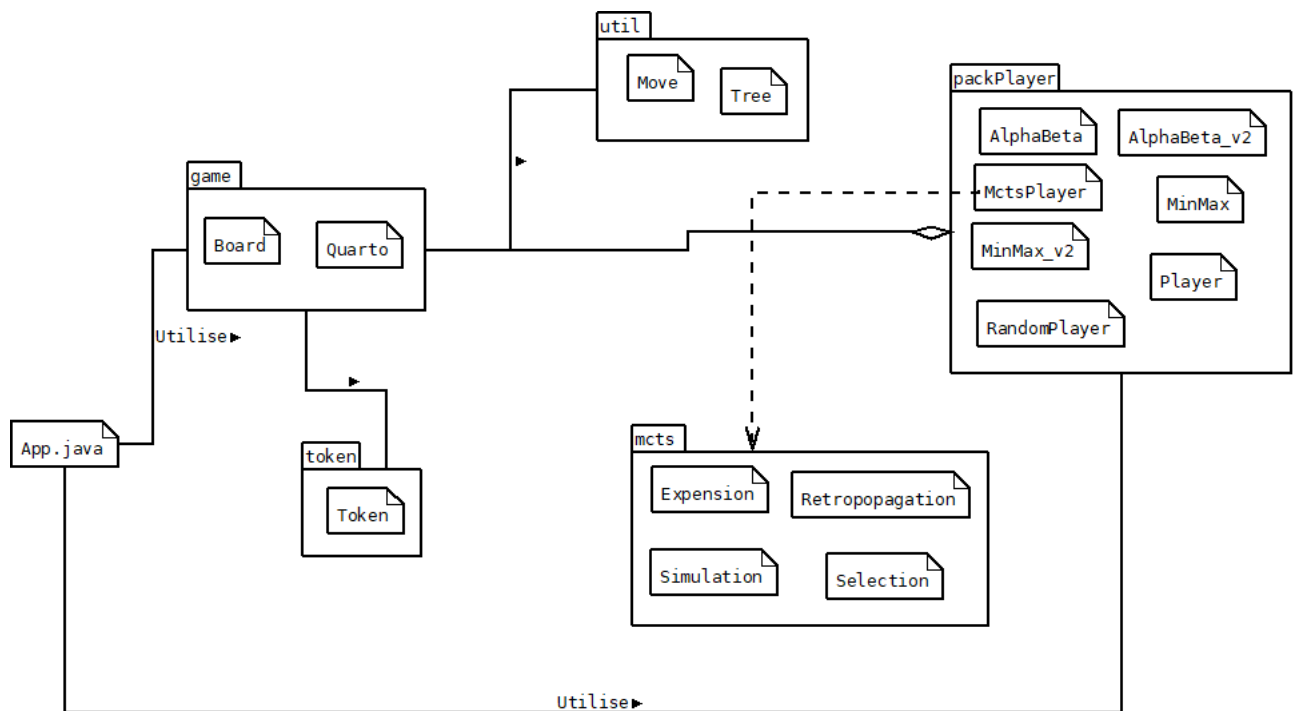 util
Move
Tree
packPlayer
AlphaBeta
AlphaBeta_v2
MctsPlayer
MinMax
MinMax_v2
Player
RandomPlayer
game
Board
Quarto
Utilise
App.java
token
Token
mcts
Expension
Retropopagation
Simulation
Selection
Utilise